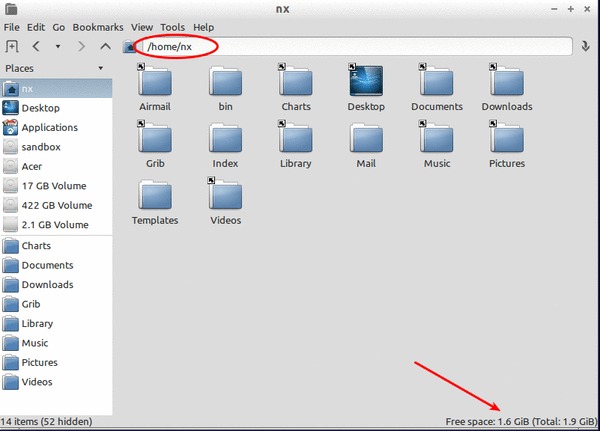 nx
File Edit Go Bookmarks View Tools Help
/home/nx
Places
nx
Desktop
Applications
sandbox
Acer
17 GB Volume
422 GB Volume
2.1 GB Volume
Charts
Documents
Downloads
Grib
Library
Music
Pictures
Videos
Airmail bin Charts Desktop Documents Downloads
Grib Index Library Mail Music Pictures
Templates Videos
14 items (52 hidden) Free space: 1.6 GiB (Total: 1.9 GiB)